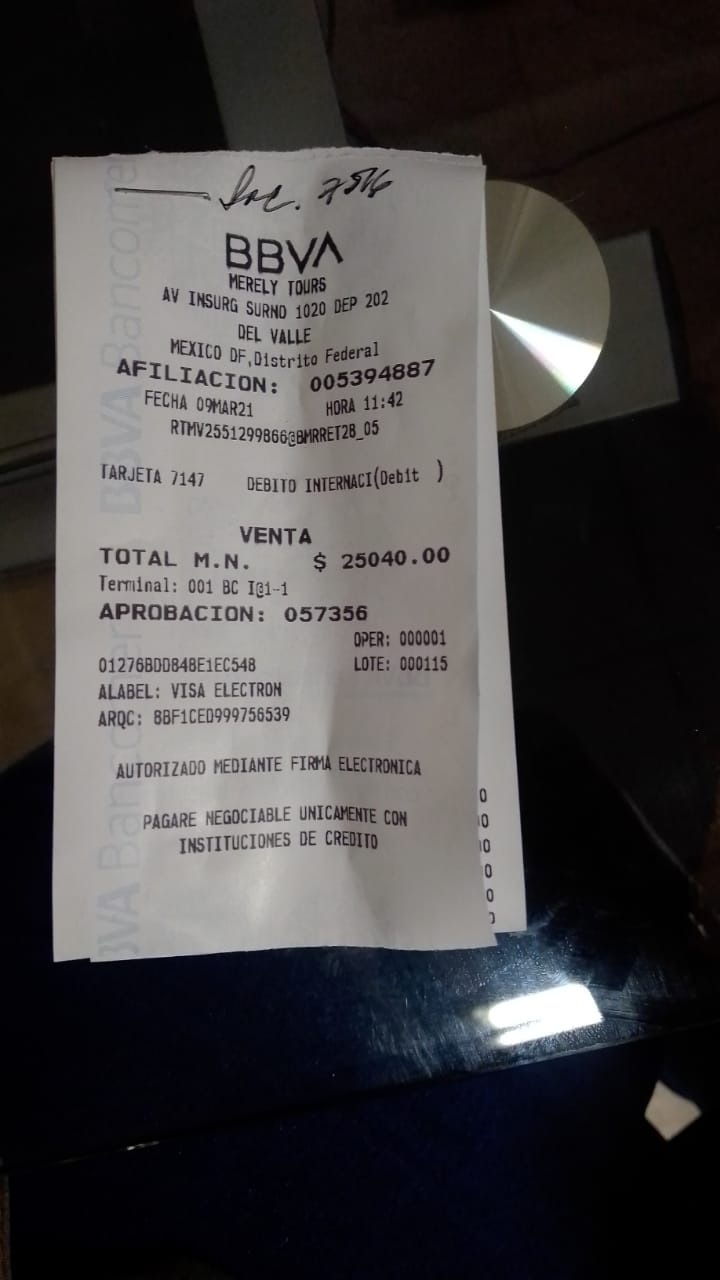 BBVA
MERELY TOURS
AV INSURG SURNO 1020 DEP 202
DEL VALLE
MEXICO DF,Distrito Federal
AFILIACION: 005394887
FECHA 09MAR21 HORA 11:42
RTMV2551299866@BMRRET28_05
TARJETA 7147 DEBITO INTERNACI(Debit )
VENTA
TOTAL M.N. $ 25040.00
Terminal: 001 BC I@1-1
APROBACION: 057356
OPER: 000001
01276BDD848E1EC548 LOTE: 000115
ALABEL: VISA ELECTRON
ARQC: 8BF1CED999756539
AUTORIZADO MEDIANTE FIRMA ELECTRONICA
PAGARE NEGOCIABLE UNICAMENTE CON
INSTITUCIONES DE CREDITO